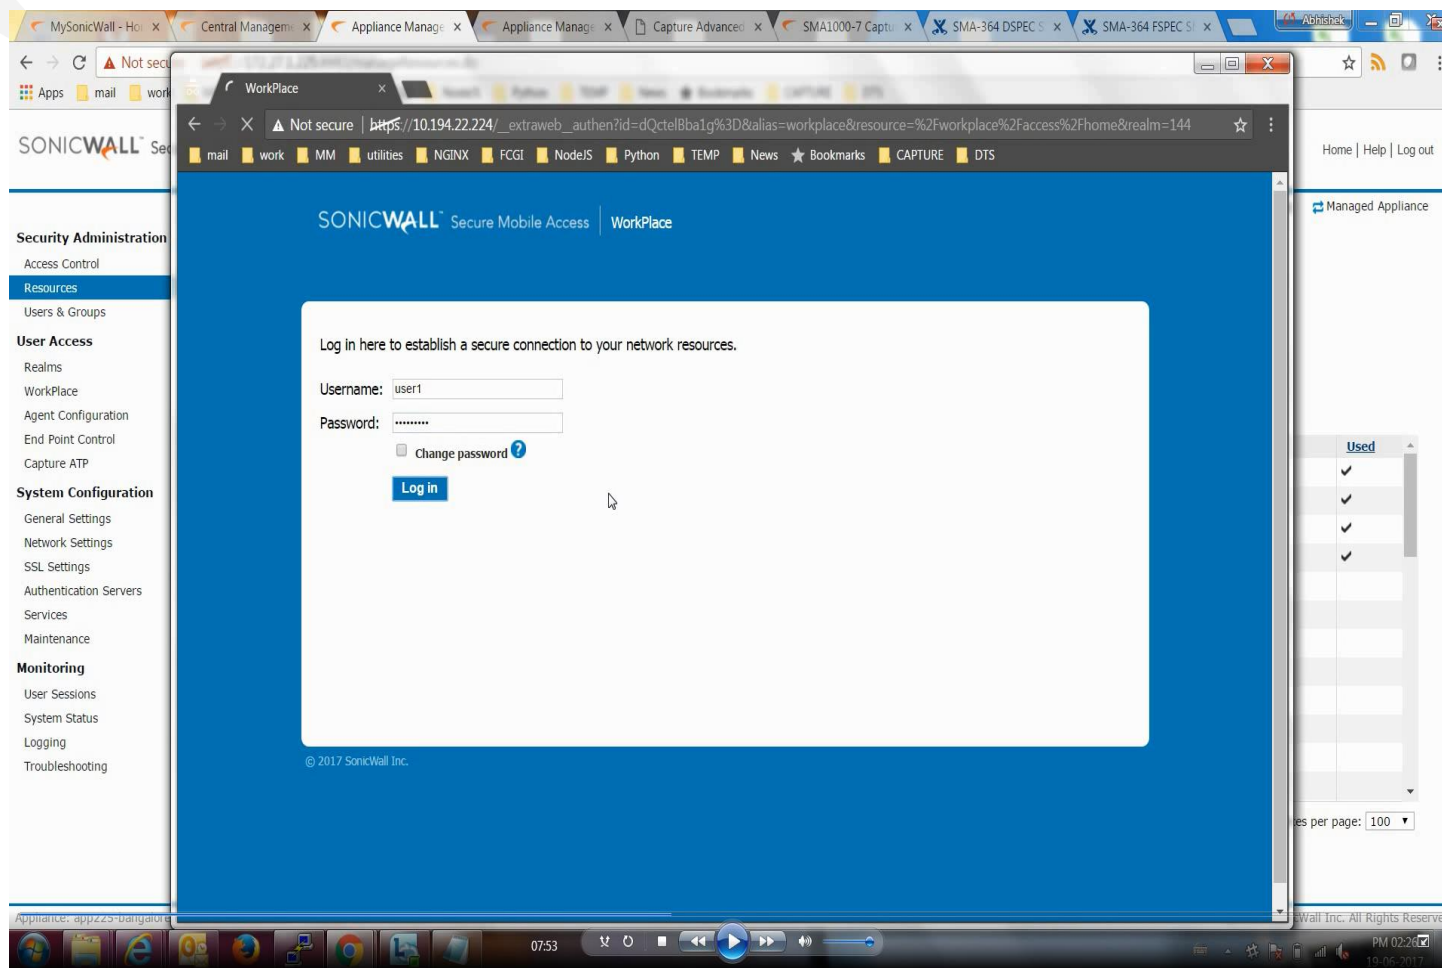 MySonicWall - Ho
Central Managem
Appliance Manage
Appliance Manage
Capture Advanced
SMA1000-7 Captu
SMA-364 DSPEC S
SMA-364 FSPEC S
Abhishek
Not secu
Apps mail work
WorkPlace
Not secure | https://10.194.22.224/__extraweb__authen?id=dQctelBba1g%3D&alias=workplace&resource=%2Fworkplace%2Faccess%2Fhome&realm=144
mail work MM utilities NGINX FCGI NodeJS Python TEMP News Bookmarks CAPTURE DTS
SONICWALL Sec
Home | Help | Log out
Managed Appliance
Security Administration
Access Control
Resources
Users & Groups
User Access
Realms
WorkPlace
Agent Configuration
End Point Control
Capture ATP
System Configuration
General Settings
Network Settings
SSL Settings
Authentication Servers
Services
Maintenance
Monitoring
User Sessions
System Status
Logging
Troubleshooting
SONICWALL Secure Mobile Access | WorkPlace
Log in here to establish a secure connection to your network resources.
Username: user1
Password: •••••••••
Change password ?
Log in
© 2017 SonicWall Inc.
Used
es per page: 100
Appliance: app225-bangalore
Wall Inc. All Rights Reserve
07:53
PM 02:26
19-06-2017